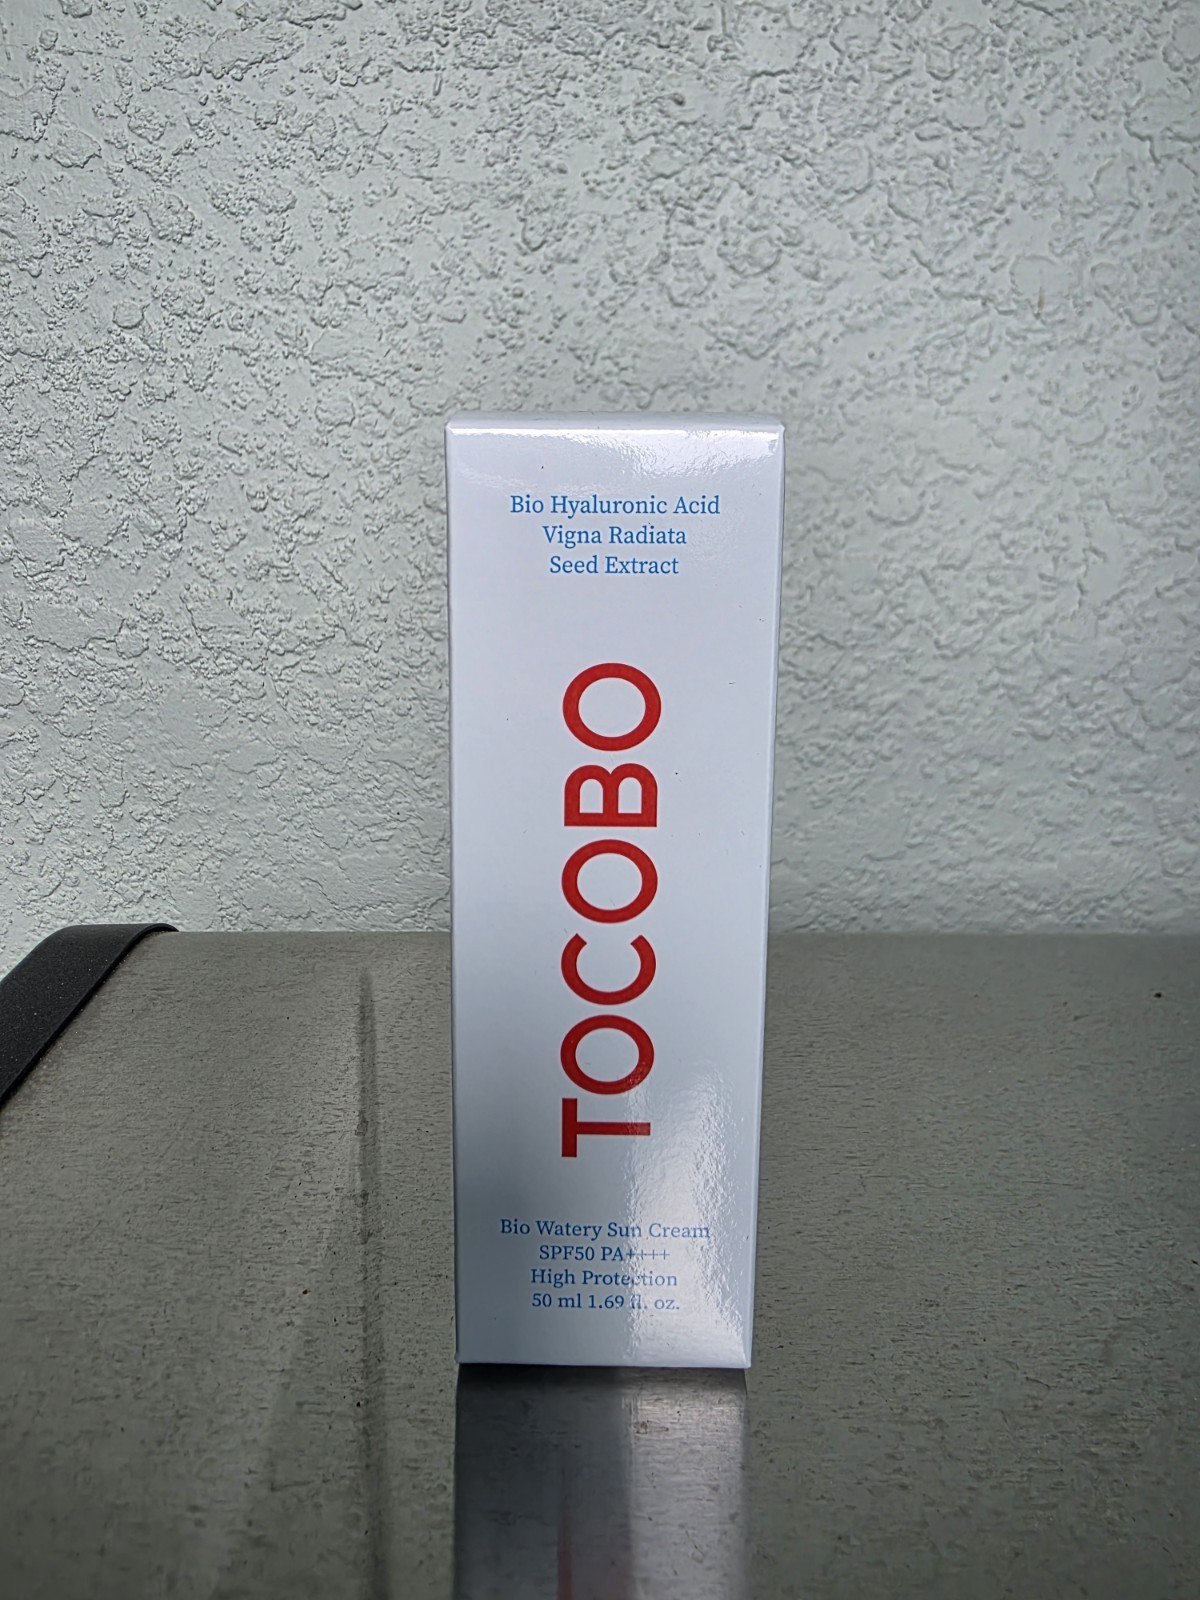 Bio Hyaluronic Acid
Vigna Radiata
Seed Extract
TOCOBO
Bio Watery Sun Cream
SPF50 PA++++
High Protection
50 ml 1.69 fl. oz.